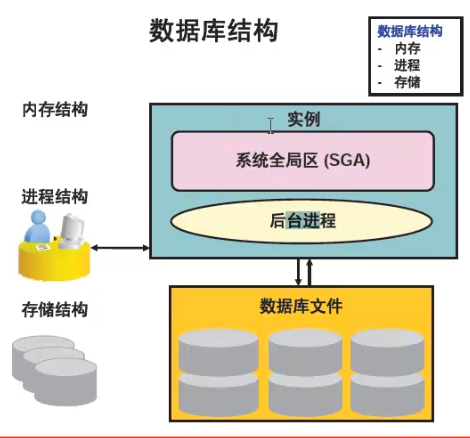 数据库结构
数据库结构
- 内存
- 进程
- 存储
内存结构
实例
系统全局区 (SGA)
进程结构
后台进程
存储结构
数据库文件